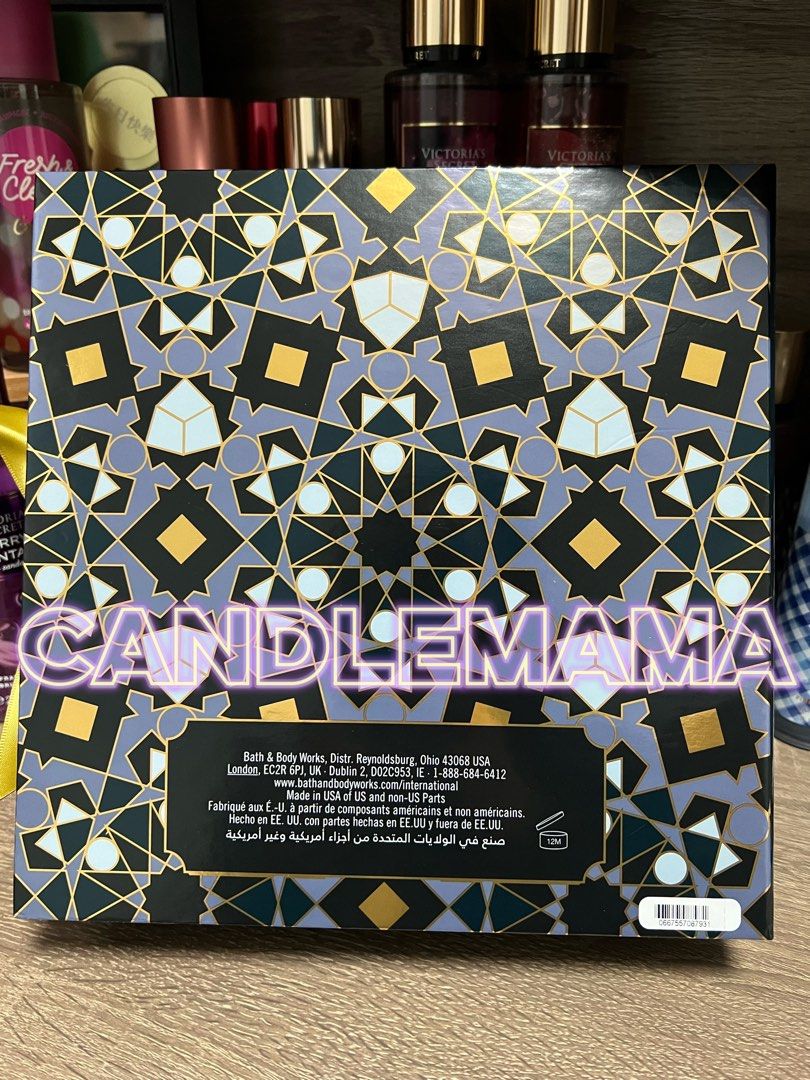 Fresh &
VICTORIA'S
SECRET
VICTORIA'S
CANDLEMAMA
Bath & Body Works, Distr. Reynoldsburg, Ohio 43068 USA
London, EC2R 6PJ, UK · Dublin 2, D02C953, IE · 1-888-684-6412
www.bathandbodyworks.com/international
Made in USA of US and non-US Parts
Fabriqué aux É.-U. à partir de composants américains et non américains.
Hecho en EE. UU. con partes hechas en EE.UU y fuera de EE.UU.
صنع في الولايات المتحدة من أجزاء أمريكية وغير أمريكية
12M
0667557087931